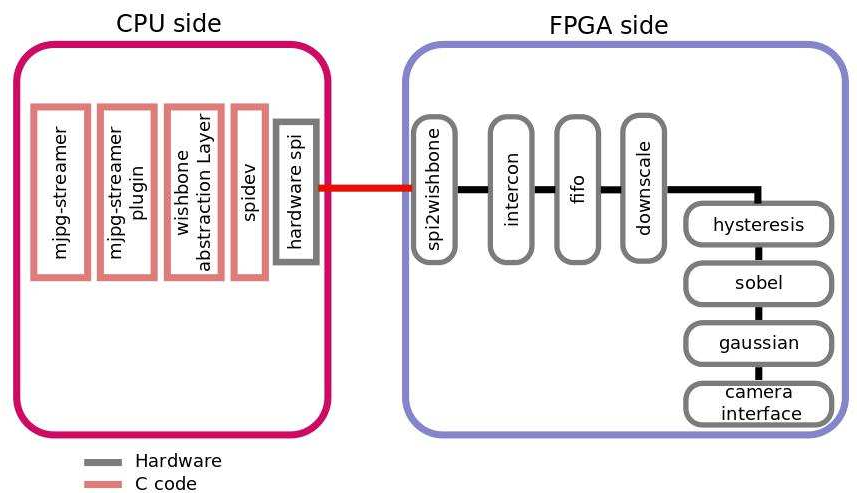 CPU side
FPGA side
mjpg-streamer
mjpg-streamer
plugin
wishbone
abstraction Layer
spidev
hardware spi
spi2wishbone
intercon
fifo
downscale
hysteresis
sobel
gaussian
camera
interface
Hardware
C code